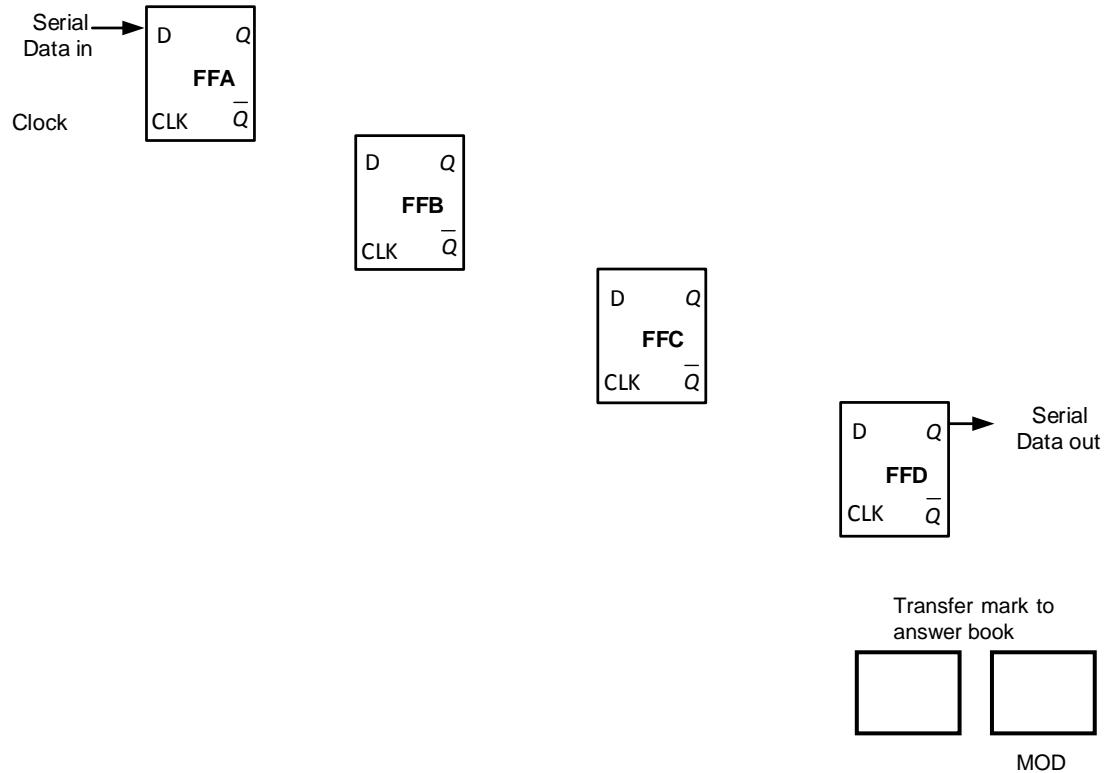 Serial
Data in
D Q
FFA
Clock
CLK Q̅
D Q
FFB
CLK Q̅
D Q
FFC
CLK Q̅
D Q
FFD
CLK Q̅
Serial
Data out
Transfer mark to
answer book
MOD